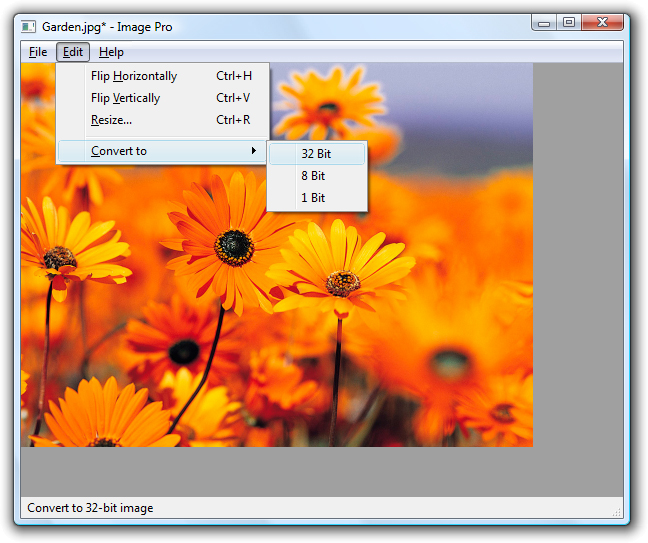 Garden.jpg* - Image Pro
File Edit Help
Flip Horizontally Ctrl+H
Flip Vertically Ctrl+V
Resize... Ctrl+R
Convert to
32 Bit
8 Bit
1 Bit
Convert to 32-bit image